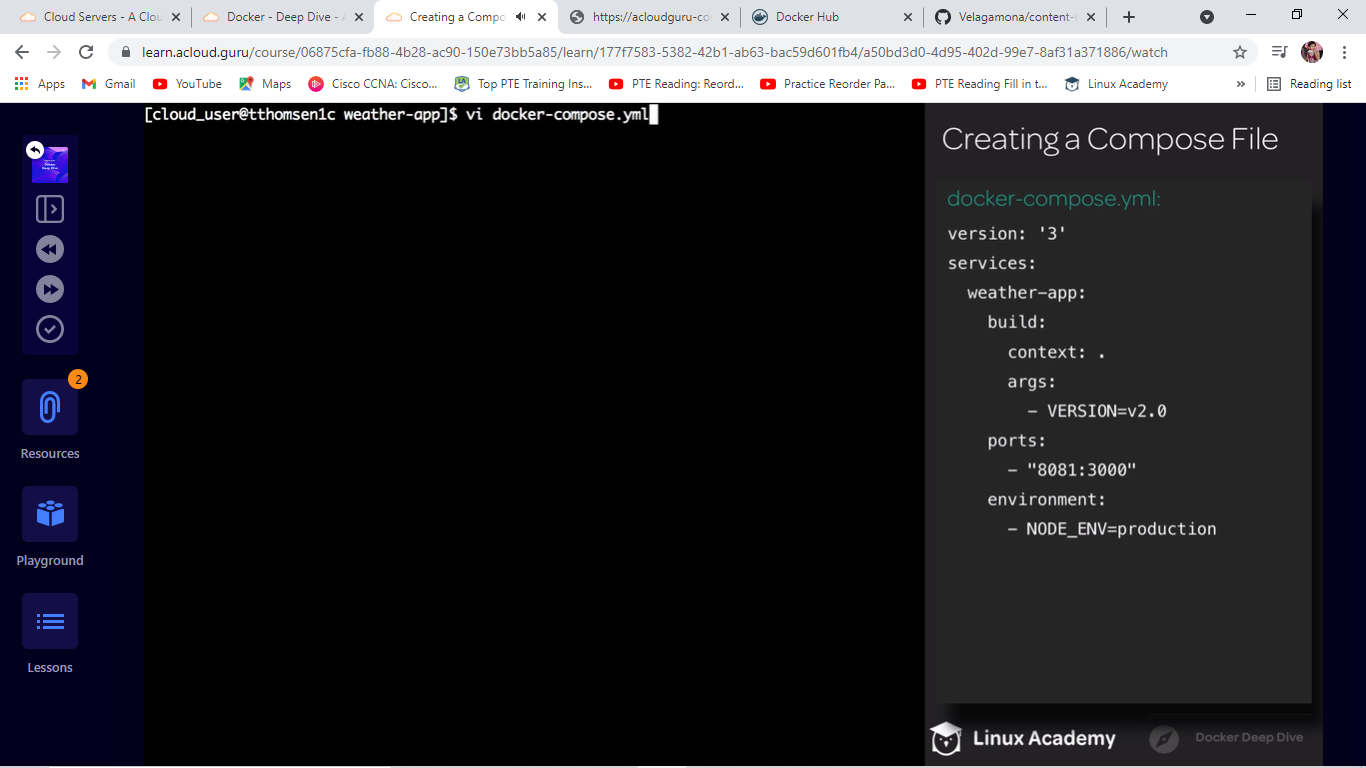 Cloud Servers - A Clou
Docker - Deep Dive - A
Creating a Compo
https://acloudguru-co
Docker Hub
Velagamona/content-
learn.acloud.guru/course/06875cfa-fb88-4b28-ac90-150e73bb5a85/learn/177f7583-5382-42b1-ab63-bac59d601fb4/a50bd3d0-4d95-402d-99e7-8af31a371886/watch
Apps
Gmail
YouTube
Maps
Cisco CCNA: Cisco...
Top PTE Training Ins...
PTE Reading: Reord...
Practice Reorder Pa...
PTE Reading Fill in t...
Linux Academy
»
Reading list
[cloud_user@tthomsen1c weather-app]$ vi docker-compose.yml
Docker
Deep Dive
2
Resources
Playground
Lessons
Creating a Compose File
docker-compose.yml:
version: '3'
services:
  weather-app:
    build:
      context: .
      args:
        - VERSION=v2.0
    ports:
      - "8081:3000"
    environment:
      - NODE_ENV=production
Linux Academy
Docker Deep Dive